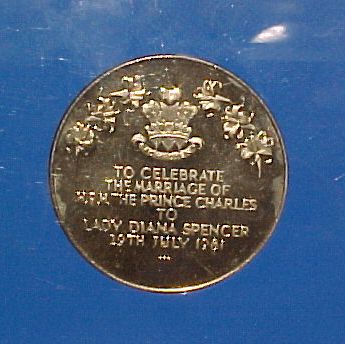 TO CELEBRATE
THE MARRIAGE OF
H.R.H. THE PRINCE CHARLES
TO
LADY DIANA SPENCER
29TH JULY 1981